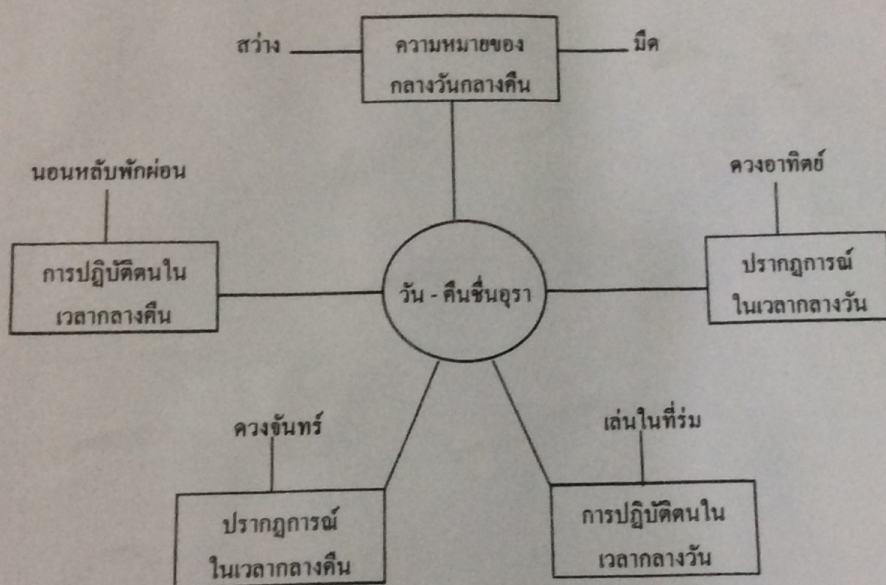 สว่าง
ความหมายของ
กลางวันกลางคืน
มืด
นอนหลับพักผ่อน
การปฏิบัติตนใน
เวลากลางคืน
ดวงอาทิตย์
ปรากฏการณ์
ในเวลากลางวัน
วัน - คืนชื่นอุรา
ดวงจันทร์
ปรากฏการณ์
ในเวลากลางคืน
เล่นในที่ร่ม
การปฏิบัติตนใน
เวลากลางวัน